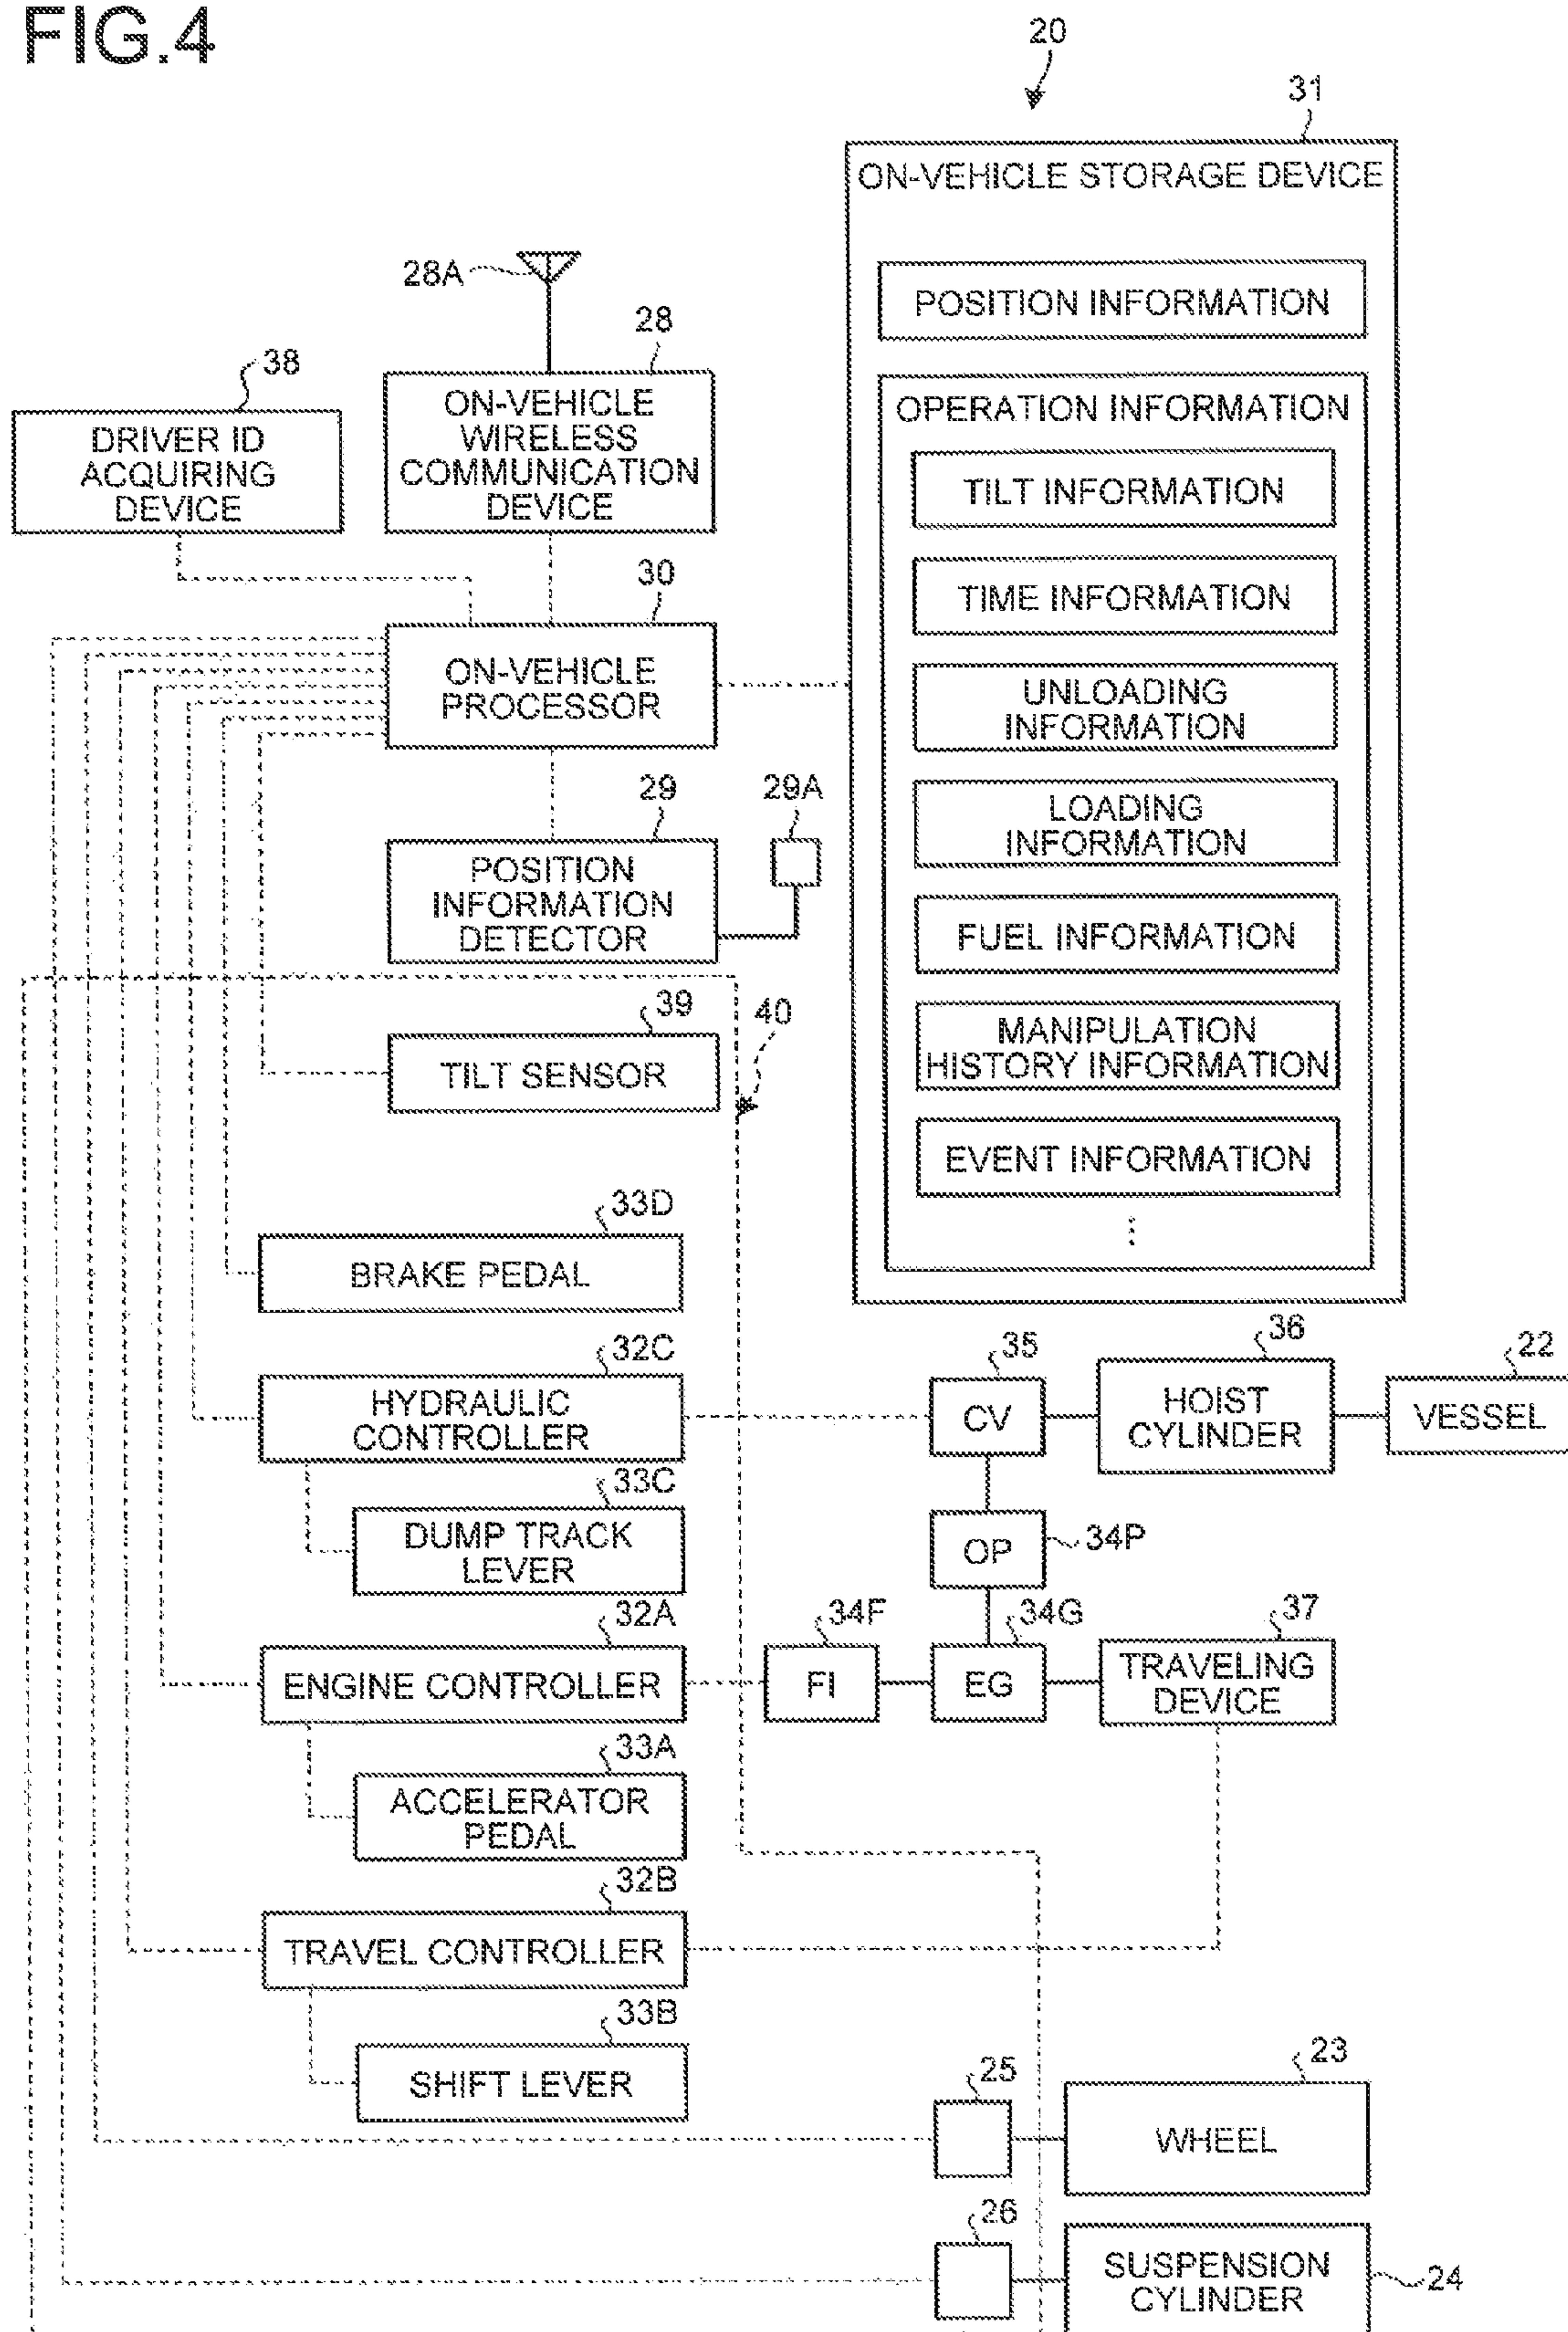 FIG.4
20
31
ON-VEHICLE STORAGE DEVICE
POSITION INFORMATION
OPERATION INFORMATION
TILT INFORMATION
TIME INFORMATION
UNLOADING
INFORMATION
LOADING
INFORMATION
FUEL INFORMATION
MANIPULATION
HISTORY INFORMATION
EVENT INFORMATION
⋮
28A
28
ON-VEHICLE
WIRELESS
COMMUNICATION
DEVICE
38
DRIVER ID
ACQUIRING
DEVICE
30
ON-VEHICLE
PROCESSOR
29
29A
POSITION
INFORMATION
DETECTOR
39
40
TILT SENSOR
33D
BRAKE PEDAL
32C
HYDRAULIC
CONTROLLER
35
CV
36
HOIST
CYLINDER
22
VESSEL
33C
DUMP TRACK
LEVER
OP
34P
32A
ENGINE CONTROLLER
34F
FI
34G
EG
37
TRAVELING
DEVICE
33A
ACCELERATOR
PEDAL
32B
TRAVEL CONTROLLER
33B
SHIFT LEVER
25
23
WHEEL
26
SUSPENSION
CYLINDER
24